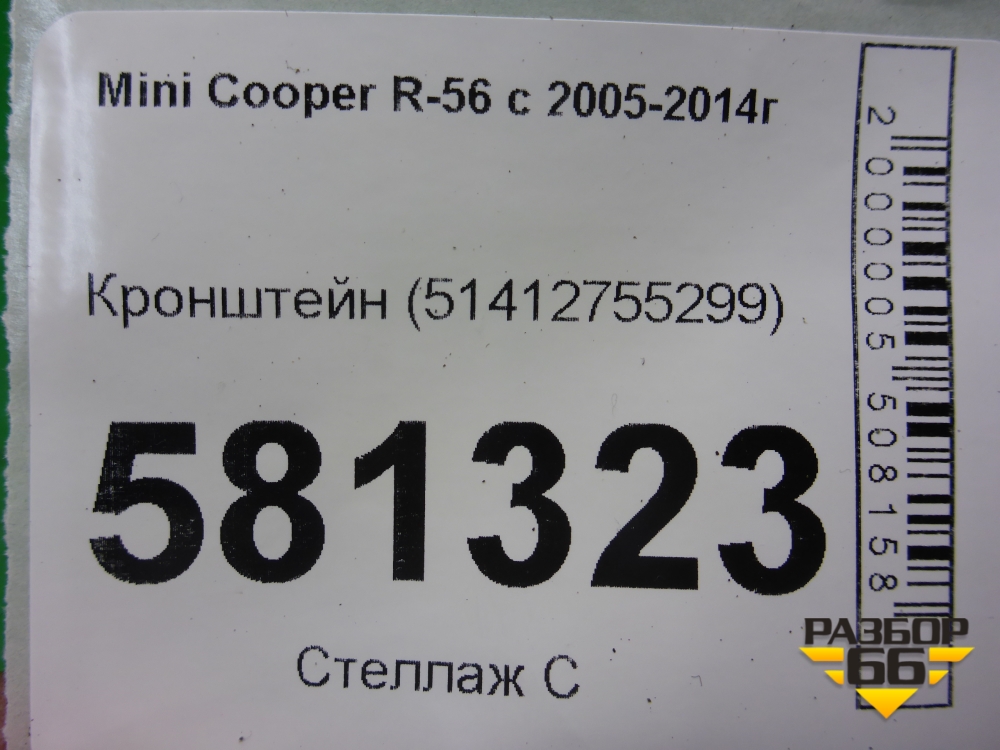 Mini Cooper R-56 с 2005-2014г
Кронштейн (51412755299)
581323
Стеллаж С
2000005508158
РАЗБОР
66